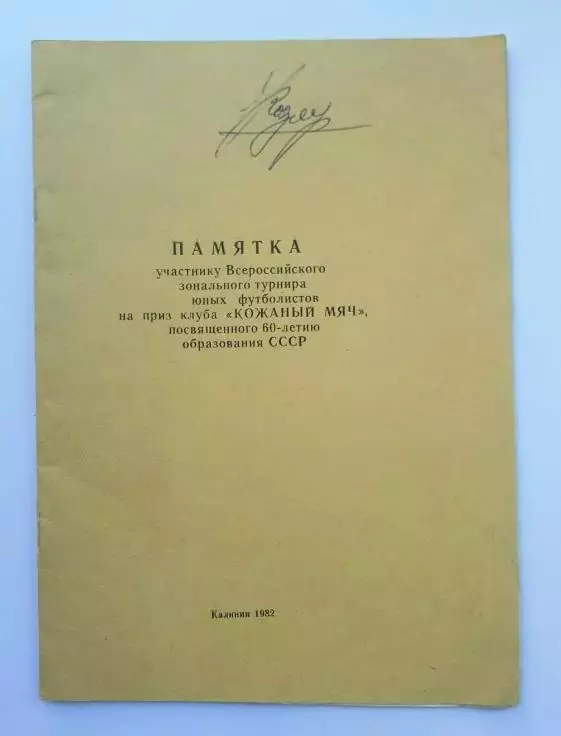 ПАМЯТКА
участнику Всероссийского
зонального турнира
юных футболистов
на приз клуба «КОЖАНЫЙ МЯЧ»,
посвященного 60-летию
образования СССР
Калинин 1982